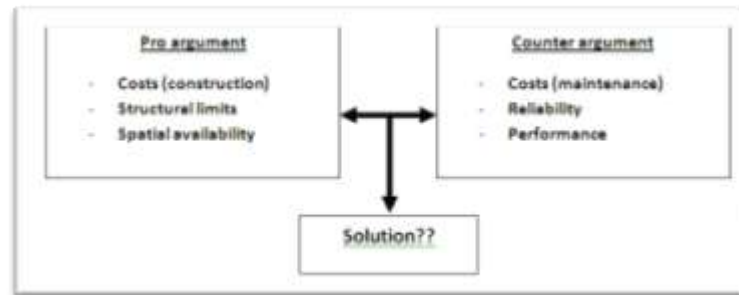 Pro argument
- Costs (construction)
- Structural limits
- Spatial availability
Counter argument
- Costs (maintenance)
- Reliability
- Performance
Solution??